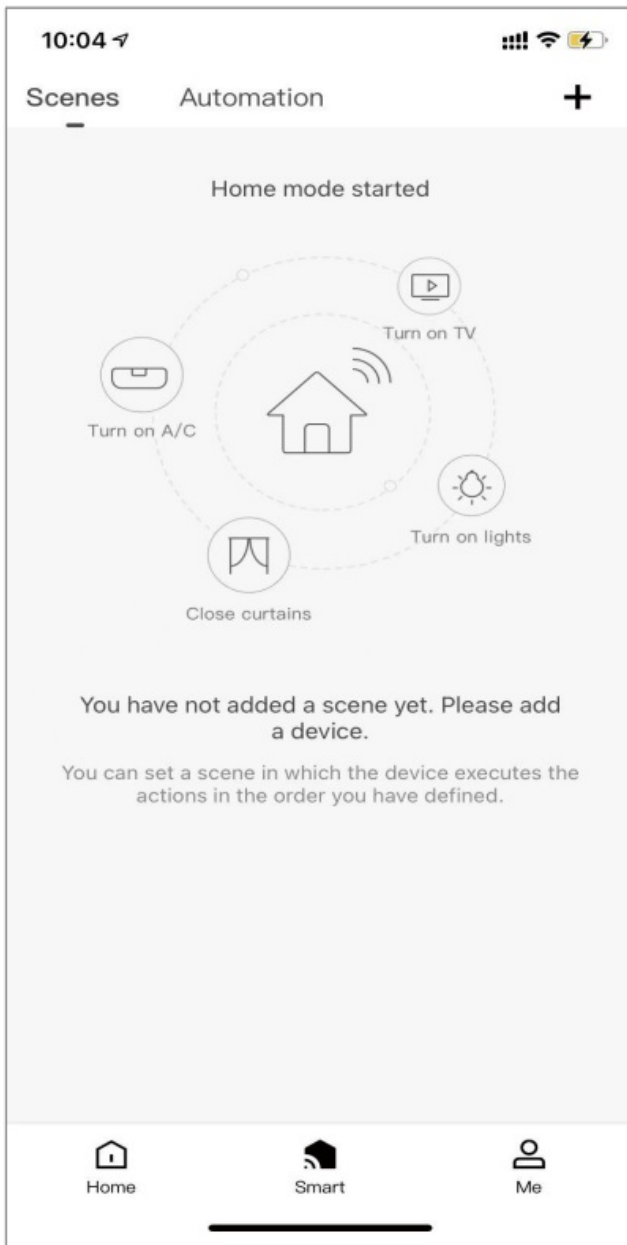 10:04
Scenes Automation +
Home mode started
Turn on TV
Turn on A/C
Turn on lights
Close curtains
You have not added a scene yet. Please add
a device.
You can set a scene in which the device executes the
actions in the order you have defined.
Home Smart Me